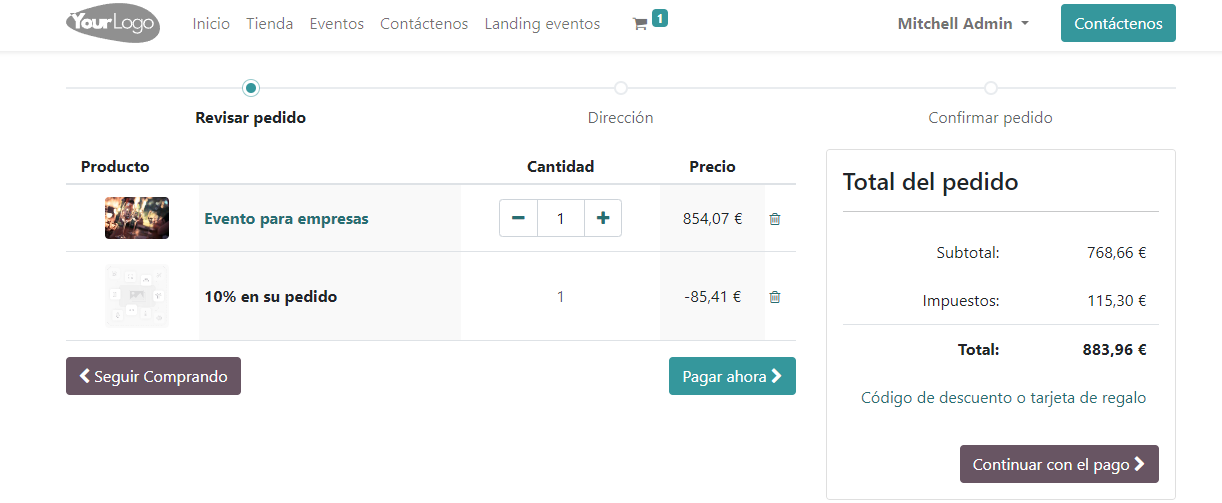 YourLogo
Inicio Tienda Eventos Contáctenos Landing eventos 1 Mitchell Admin Contáctenos
Revisar pedido Dirección Confirmar pedido
Producto Cantidad Precio
Evento para empresas 1 854,07 €
10% en su pedido 1 -85,41 €
Seguir Comprando Pagar ahora
Total del pedido
Subtotal: 768,66 €
Impuestos: 115,30 €
Total: 883,96 €
Código de descuento o tarjeta de regalo
Continuar con el pago